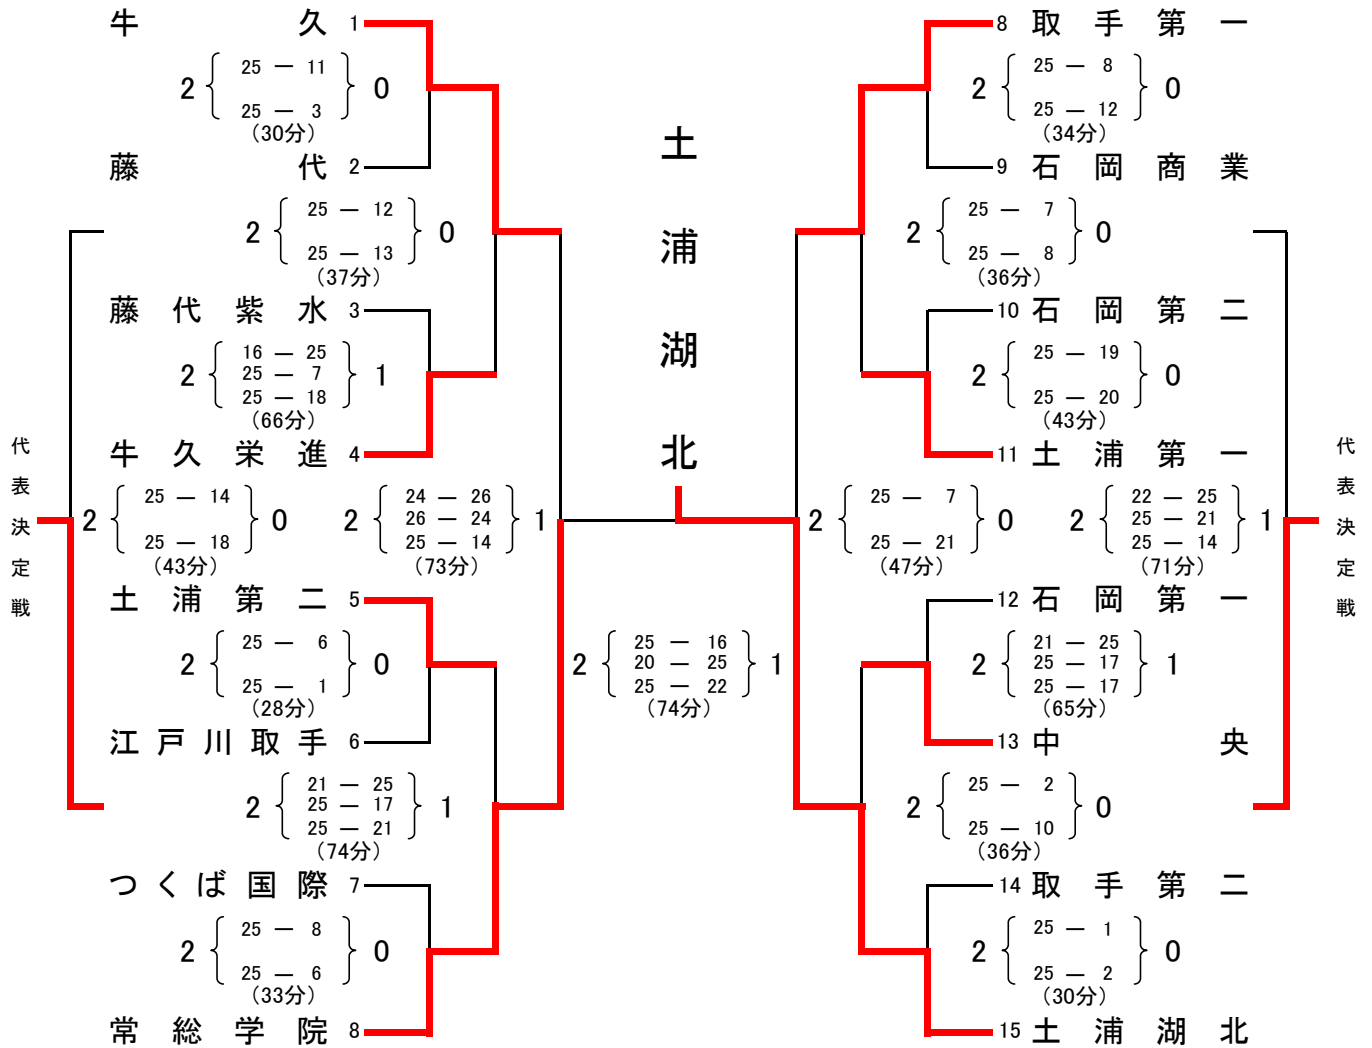 牛久 1
2 25 — 11 0
25 — 3
(30分)
藤代 2
2 25 — 12 0
25 — 13
(37分)
藤代紫水 3
2 16 — 25 1
25 — 7
25 — 18
(66分)
牛久栄進 4
代表決定戦
2 25 — 14 0
25 — 18
(43分)
2 24 — 26 1
26 — 24
25 — 14
(73分)
土浦第二 5
2 25 — 6 0
25 — 1
(28分)
江戸川取手 6
2 21 — 25 1
25 — 17
25 — 21
(74分)
つくば国際 7
2 25 — 8 0
25 — 6
(33分)
常総学院 8
土浦湖北
2 25 — 16 1
20 — 25
25 — 22
(74分)
8 取手第一
2 25 — 8 0
25 — 12
(34分)
9 石岡商業
2 25 — 7 0
25 — 8
(36分)
10 石岡第二
2 25 — 19 0
25 — 20
(43分)
11 土浦第一
2 25 — 7 0
25 — 21
(47分)
2 22 — 25 1
25 — 21
25 — 14
(71分)
代表決定戦
12 石岡第一
2 21 — 25 1
25 — 17
25 — 17
(65分)
13 中央
2 25 — 2 0
25 — 10
(36分)
14 取手第二
2 25 — 1 0
25 — 2
(30分)
15 土浦湖北